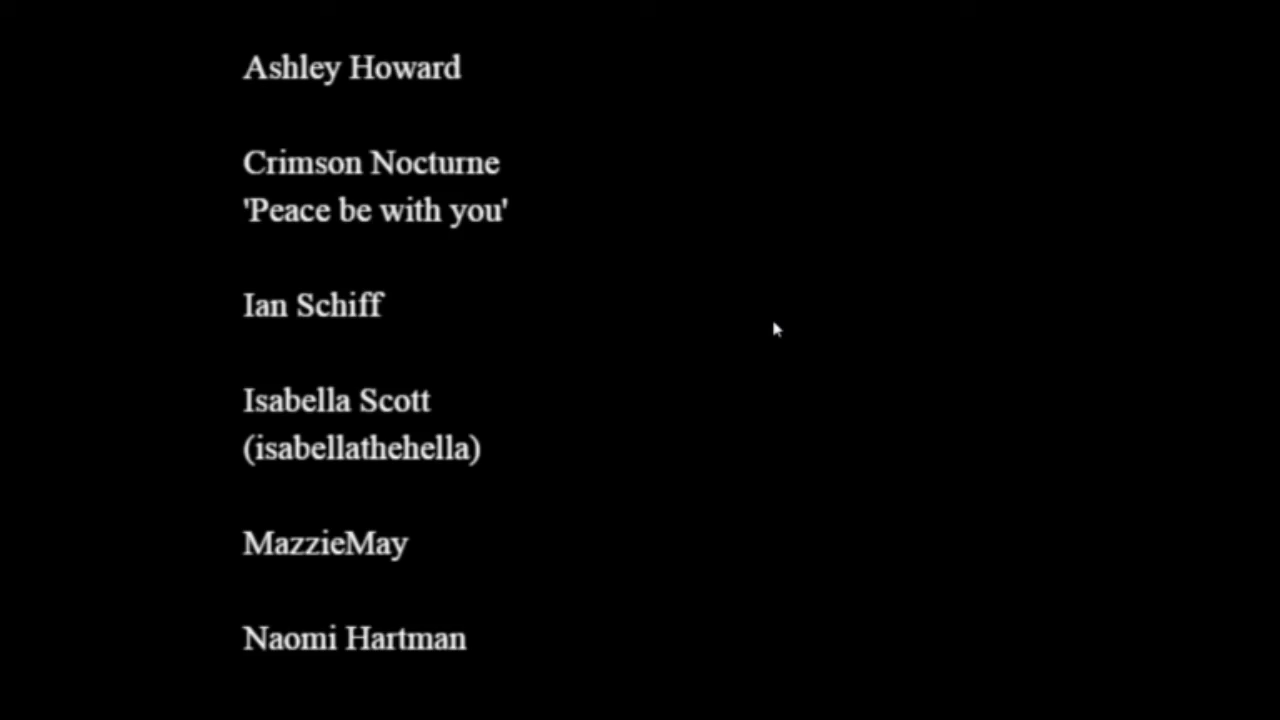 Ashley Howard
Crimson Nocturne
'Peace be with you'
Ian Schiff
Isabella Scott
(isabellathehella)
MazzieMay
Naomi Hartman